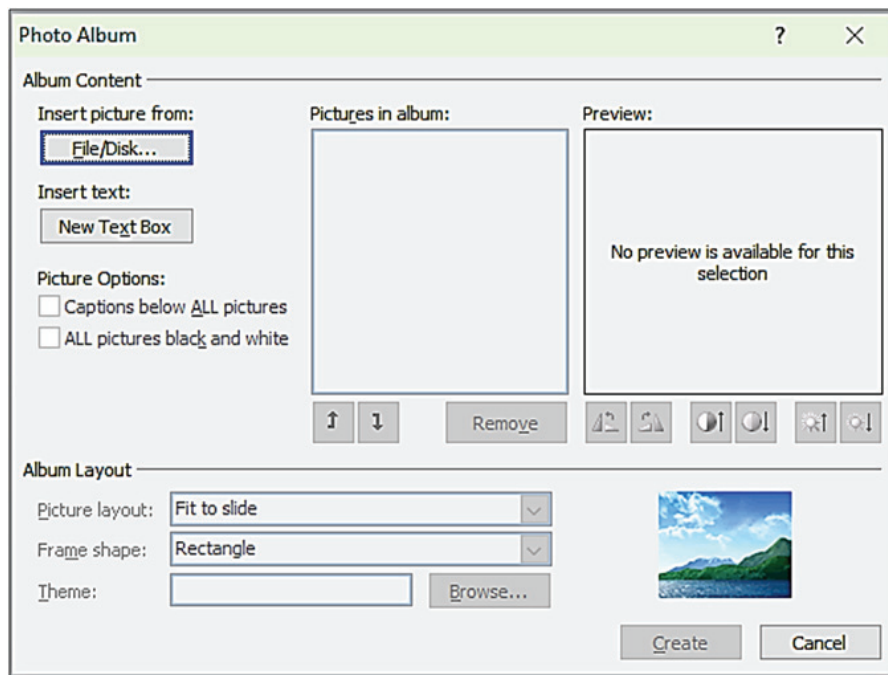 Photo Album
?
Album Content
Insert picture from:
File/Disk...
Insert text:
New Text Box
Picture Options:
Captions below ALL pictures
ALL pictures black and white
Pictures in album:
Remove
Preview:
No preview is available for this
selection
Album Layout
Picture layout:
Fit to slide
Frame shape:
Rectangle
Theme:
Browse...
Create
Cancel